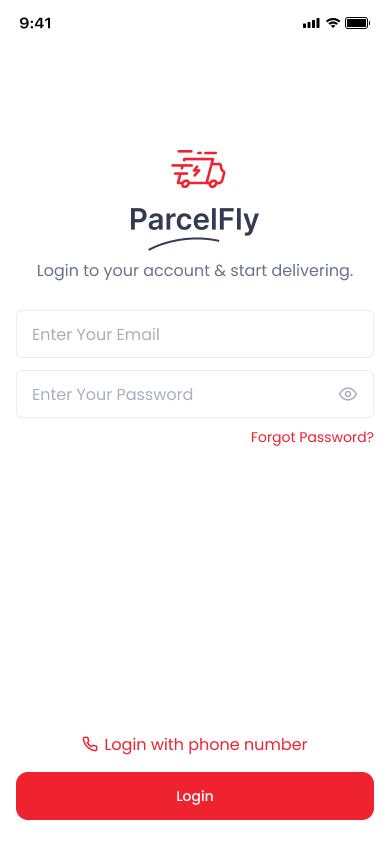 9:41
ParcelFly
Login to your account & start delivering.
Enter Your Email
Enter Your Password
Forgot Password?
Login with phone number
Login